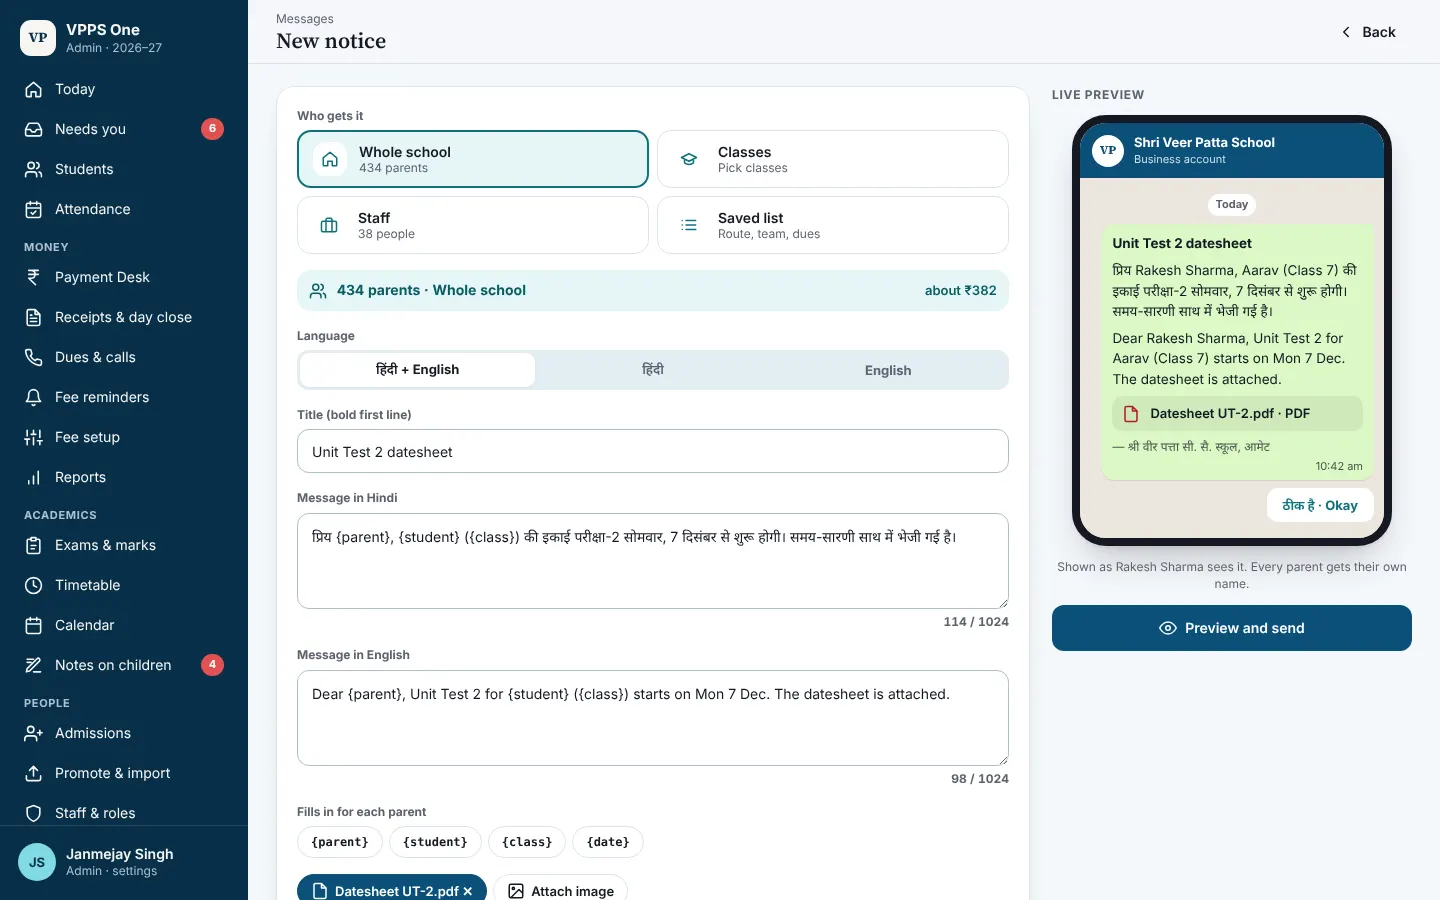 VP
VPPS One
Admin · 2026–27
Today
Needs you
6
Students
Attendance
MONEY
Payment Desk
Receipts & day close
Dues & calls
Fee reminders
Fee setup
Reports
ACADEMICS
Exams & marks
Timetable
Calendar
Notes on children
4
PEOPLE
Admissions
Promote & import
Staff & roles
JS
Janmejay Singh
Admin · settings
Messages
New notice
Back
Who gets it
Whole school
434 parents
Classes
Pick classes
Staff
38 people
Saved list
Route, team, dues
434 parents · Whole school
about ₹382
Language
हिंदी + English
हिंदी
English
Title (bold first line)
Unit Test 2 datesheet
Message in Hindi
प्रिय {parent}, {student} ({class}) की इकाई परीक्षा-2 सोमवार, 7 दिसंबर से शुरू होगी। समय-सारणी साथ में भेजी गई है।
114 / 1024
Message in English
Dear {parent}, Unit Test 2 for {student} ({class}) starts on Mon 7 Dec. The datesheet is attached.
98 / 1024
Fills in for each parent
{parent}
{student}
{class}
{date}
Datesheet UT-2.pdf ×
Attach image
LIVE PREVIEW
VP
Shri Veer Patta School
Business account
Today
Unit Test 2 datesheet
प्रिय Rakesh Sharma, Aarav (Class 7) की
इकाई परीक्षा-2 सोमवार, 7 दिसंबर से शुरू होगी।
समय-सारणी साथ में भेजी गई है।
Dear Rakesh Sharma, Unit Test 2 for
Aarav (Class 7) starts on Mon 7 Dec.
The datesheet is attached.
Datesheet UT-2.pdf · PDF
— श्री वीर पत्ता सी. सै. स्कूल, आमेट
10:42 am
ठीक है · Okay
Shown as Rakesh Sharma sees it. Every parent gets their own
name.
Preview and send